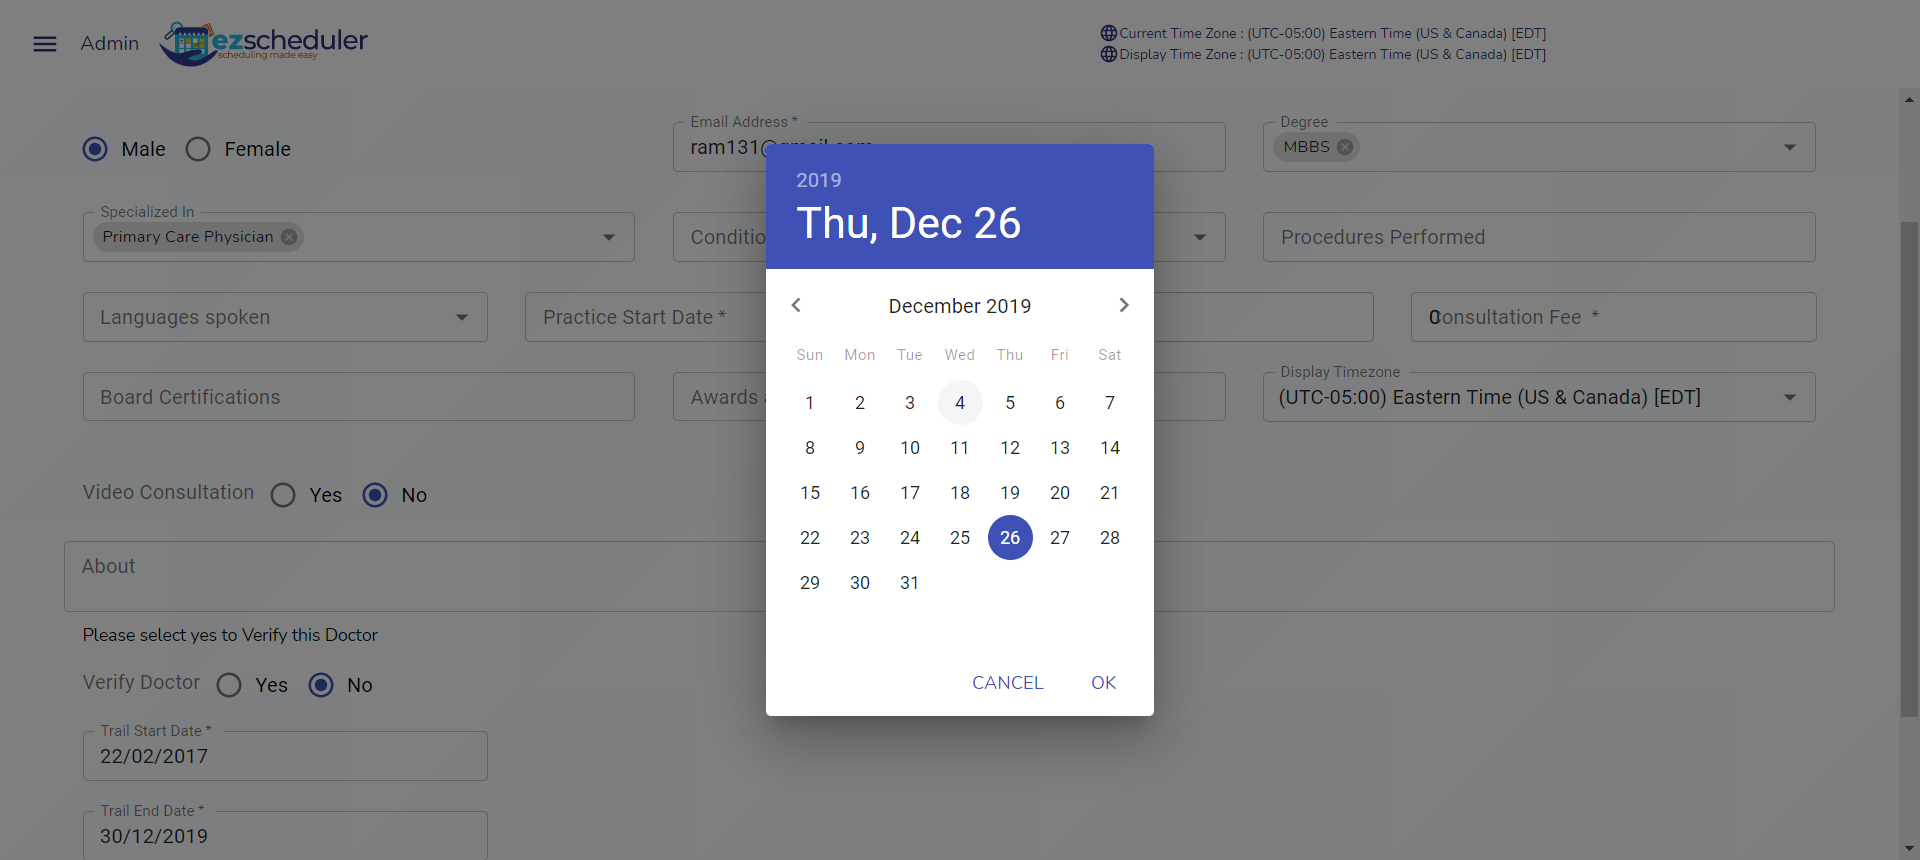 Admin
ezscheduler
scheduling made easy
Current Time Zone : (UTC-05:00) Eastern Time (US & Canada) [EDT]
Display Time Zone : (UTC-05:00) Eastern Time (US & Canada) [EDT]
Male
Female
Email Address *
ram131@gmail.com
Degree
MBBS
Specialized In
Primary Care Physician
Conditio
Procedures Performed
Languages spoken
Practice Start Date *
0
Consultation Fee *
Board Certifications
Awards
Display Timezone
(UTC-05:00) Eastern Time (US & Canada) [EDT]
Video Consultation
Yes
No
About
Please select yes to Verify this Doctor
Verify Doctor
Yes
No
Trail Start Date *
22/02/2017
Trail End Date *
30/12/2019
2019
Thu, Dec 26
December 2019
Sun Mon Tue Wed Thu Fri Sat
1 2 3 4 5 6 7
8 9 10 11 12 13 14
15 16 17 18 19 20 21
22 23 24 25 26 27 28
29 30 31
CANCEL OK